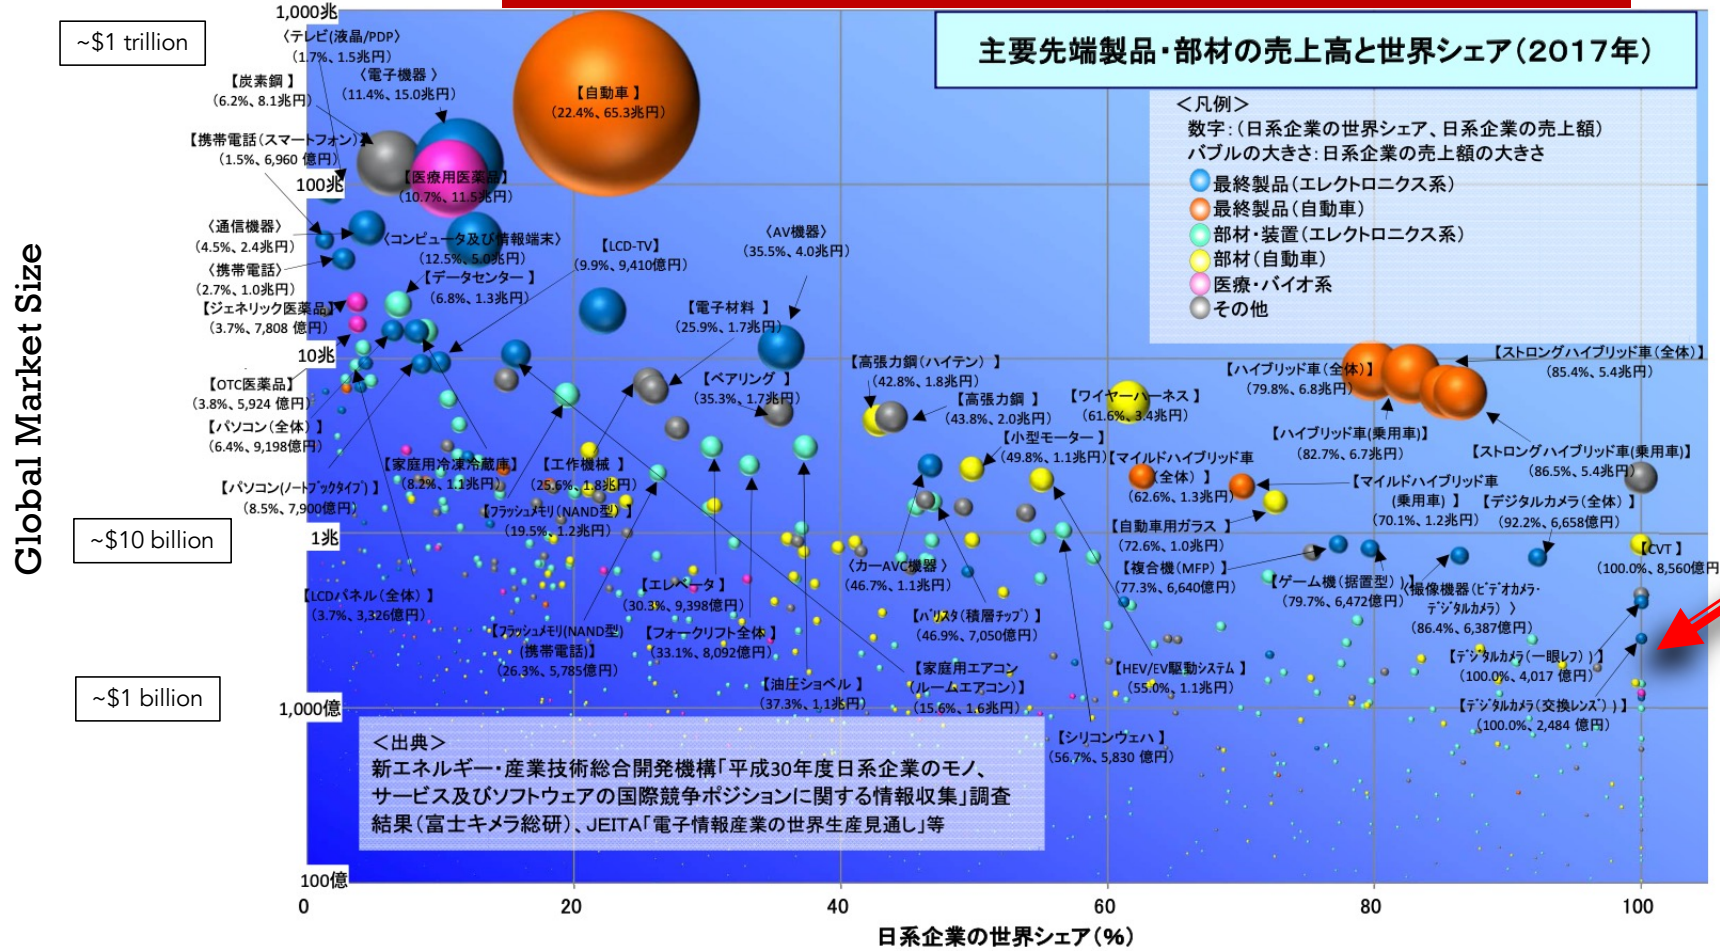 ~$1 trillion
~$10 billion
~$1 billion
Global Market Size
1,000兆
100兆
10兆
1兆
1,000億
100億
主要先端製品・部材の売上高と世界シェア（2017年）
＜凡例＞
数字：（日系企業の世界シェア、日系企業の売上額）
バブルの大きさ：日系企業の売上額の大きさ
最終製品（エレクトロニクス系）
最終製品（自動車）
部材・装置（エレクトロニクス系）
部材（自動車）
医療・バイオ系
その他
〈テレビ(液晶/PDP〉
(1.7%、1.5兆円)
【炭素鋼 】
(6.2%、8.1兆円)
〈電子機器 〉
(11.4%、15.0兆円)
【自動車 】
(22.4%、65.3兆円)
【携帯電話（スマートフォン）】
(1.5%、6,960 億円)
【医療用医薬品】
(10.7%、11.5兆円)
〈通信機器〉
(4.5%、2.4兆円)
〈コンピュータ及び情報端末〉
(12.5%、5.0兆円)
〈携帯電話〉
(2.7%、1.0兆円)
【データセンター 】
(6.8%、1.3兆円)
【LCD-TV】
(9.9%、9,410億円)
〈AV機器〉
(35.5%、4.0兆円)
【ジェネリック医薬品】
(3.7%、7,808 億円)
【電子材料 】
(25.9%、1.7兆円)
【OTC医薬品】
(3.8%、5,924 億円)
【ベアリング 】
(35.3%、1.7兆円)
【高張力鋼（ハイテン）】
(42.8%、1.8兆円)
【高張力鋼 】
(43.8%、2.0兆円)
【ワイヤーハーネス 】
(61.6%、3.4兆円)
【ハイブリッド車（全体）】
(79.8%、6.8兆円)
【ストロングハイブリッド車（全体）】
(85.4%、5.4兆円)
【パソコン（全体）】
(6.4%、9,198億円)
【小型モーター 】
(49.8%、1.1兆円)
【ハイブリッド車(乗用車)】
(82.7%、6.7兆円)
【ストロングハイブリッド車(乗用車)】
(86.5%、5.4兆円)
【家庭用冷凍冷蔵庫】
(8.2%、1.1兆円)
【工作機械 】
(25.6%、1.8兆円)
【マイルドハイブリッド車
（全体）】
(62.6%、1.3兆円)
【マイルドハイブリッド車
（乗用車） 】
(70.1%、1.2兆円)
【パソコン(ノートブックタイプ)】
(8.5%、7,900億円)
【フラッシュメモリ（NAND型） 】
(19.5%、1.2兆円)
【自動車用ガラス 】
(72.6%、1.0兆円)
【デジタルカメラ（全体）】
(92.2%、6,658億円)
【CVT 】
(100.0%、8,560億円)
〈カーAVC機器 〉
(46.7%、1.1兆円)
【複合機（MFP） 】
(77.3%、6,640億円)
【ゲーム機（据置型） 】
(79.7%、6,472億円)
〈撮像機器（ビデオカメラ・
デジタルカメラ） 〉
(86.4%、6,387億円)
【LCDパネル（全体） 】
(3.7%、3,326億円)
【エレベータ 】
(30.3%、9,398億円)
【バリスタ（積層チップ） 】
(46.9%、7,050億円)
【フラッシュメモリ(NAND型)
(携帯電話)】
(26.3%、5,785億円)
【フォークリフト全体 】
(33.1%、8,092億円)
【油圧ショベル 】
(37.3%、1.1兆円)
【家庭用エアコン
（ルームエアコン）】
(15.6%、1.6兆円)
【HEV/EV駆動システム 】
(55.0%、1.1兆円)
【デジタルカメラ（一眼レフ） 】
(100.0%、4,017 億円)
【デジタルカメラ（交換レンズ） 】
(100.0%、2,484 億円)
【シリコンウェハ 】
(56.7%、5,830 億円)
＜出典＞
新エネルギー・産業技術総合開発機構「平成30年度日系企業のモノ、
サービス及びソフトウェアの国際競争ポジションに関する情報収集」調査
結果（富士キメラ総研）、JEITA「電子情報産業の世界生産見通し」等
0 20 40 60 80 100
日系企業の世界シェア（%）